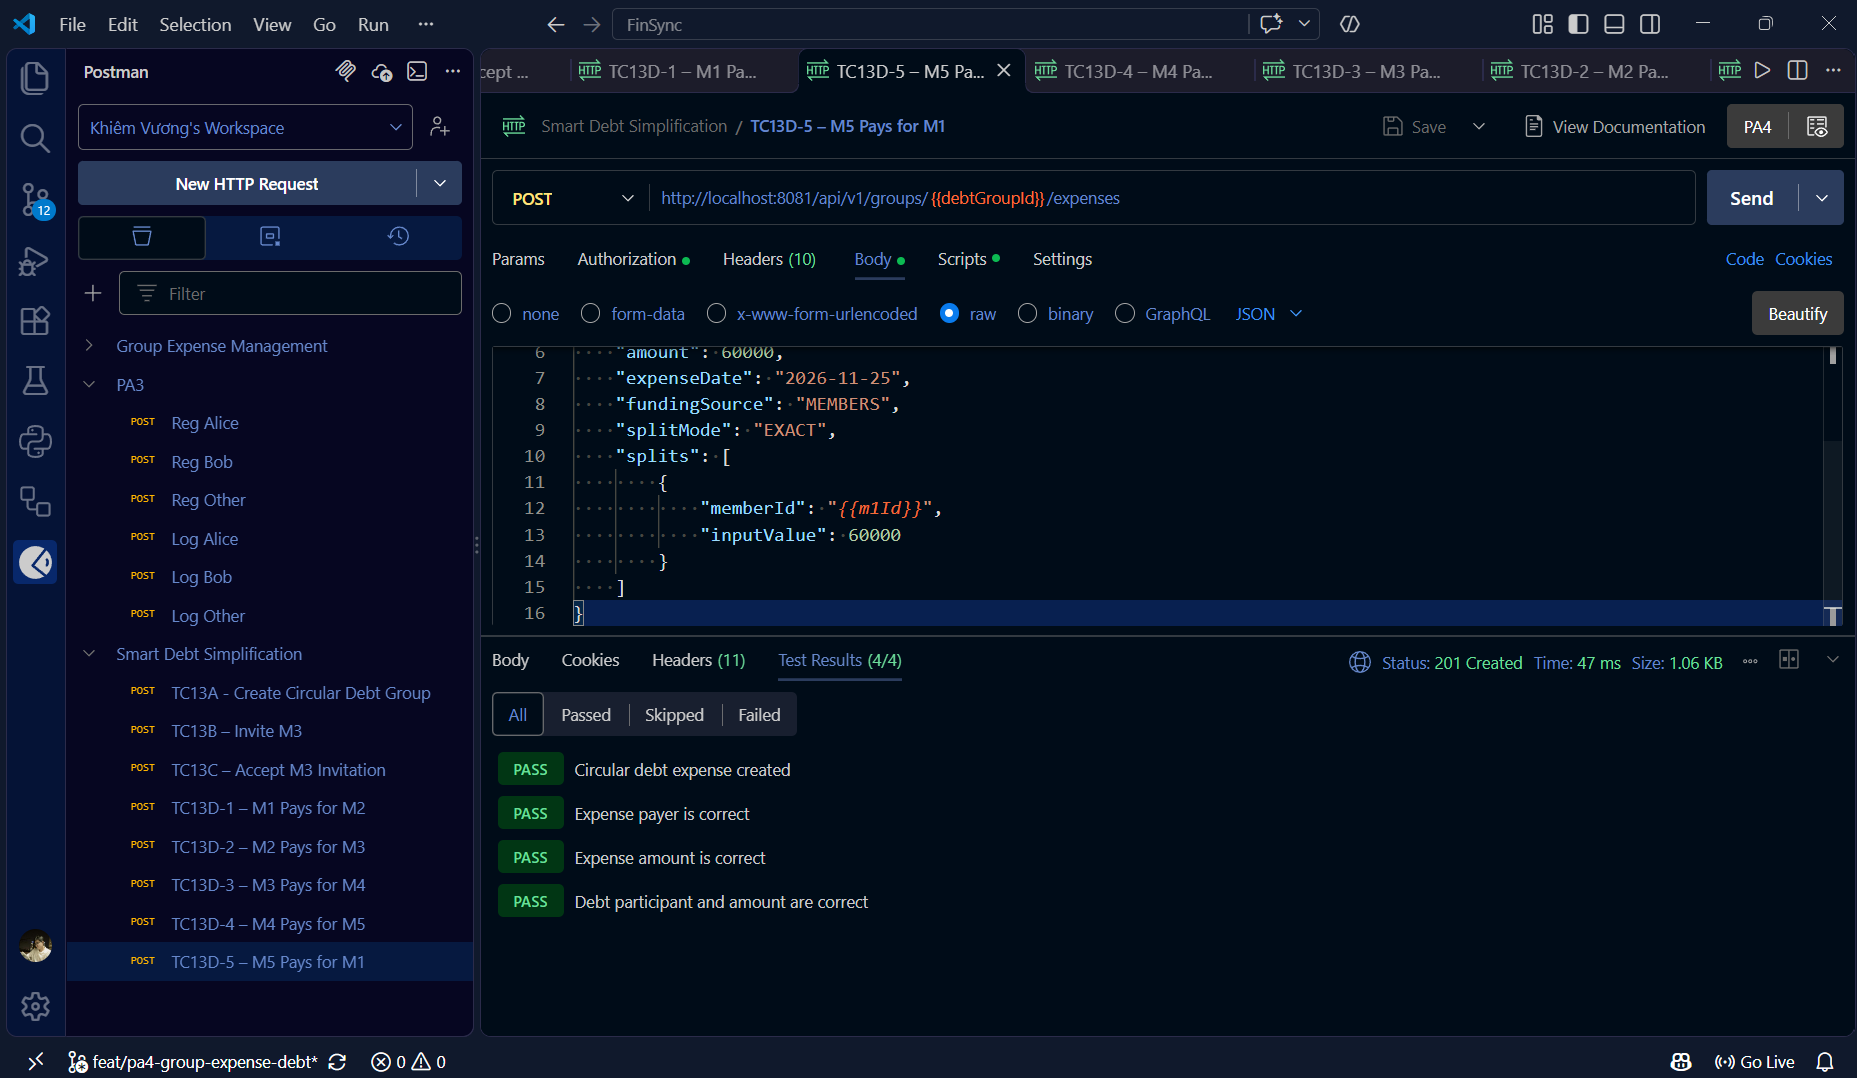 File Edit Selection View Go Run ··· FinSync
Postman
Khiêm Vương's Workspace
New HTTP Request
12
Filter
Group Expense Management
PA3
POST Reg Alice
POST Reg Bob
POST Reg Other
POST Log Alice
POST Log Bob
POST Log Other
Smart Debt Simplification
POST TC13A - Create Circular Debt Group
POST TC13B – Invite M3
POST TC13C – Accept M3 Invitation
POST TC13D-1 – M1 Pays for M2
POST TC13D-2 – M2 Pays for M3
POST TC13D-3 – M3 Pays for M4
POST TC13D-4 – M4 Pays for M5
POST TC13D-5 – M5 Pays for M1
cept ... HTTP TC13D-1 – M1 Pa... HTTP TC13D-5 – M5 Pa... HTTP TC13D-4 – M4 Pa... HTTP TC13D-3 – M3 Pa... HTTP TC13D-2 – M2 Pa... HTTP
HTTP Smart Debt Simplification / TC13D-5 – M5 Pays for M1 Save View Documentation PA4
POST http://localhost:8081/api/v1/groups/{{debtGroupId}}/expenses Send
Params Authorization Headers (10) Body Scripts Settings Code Cookies
none form-data x-www-form-urlencoded raw binary GraphQL JSON Beautify
6 "amount": 60000,
7 "expenseDate": "2026-11-25",
8 "fundingSource": "MEMBERS",
9 "splitMode": "EXACT",
10 "splits": [
11 {
12 "memberId": "{{m1Id}}",
13 "inputValue": 60000
14 }
15 ]
16 }
Body Cookies Headers (11) Test Results (4/4) Status: 201 Created Time: 47 ms Size: 1.06 KB
All Passed Skipped Failed
PASS Circular debt expense created
PASS Expense payer is correct
PASS Expense amount is correct
PASS Debt participant and amount are correct
feat/pa4-group-expense-debt* 0 0 Go Live